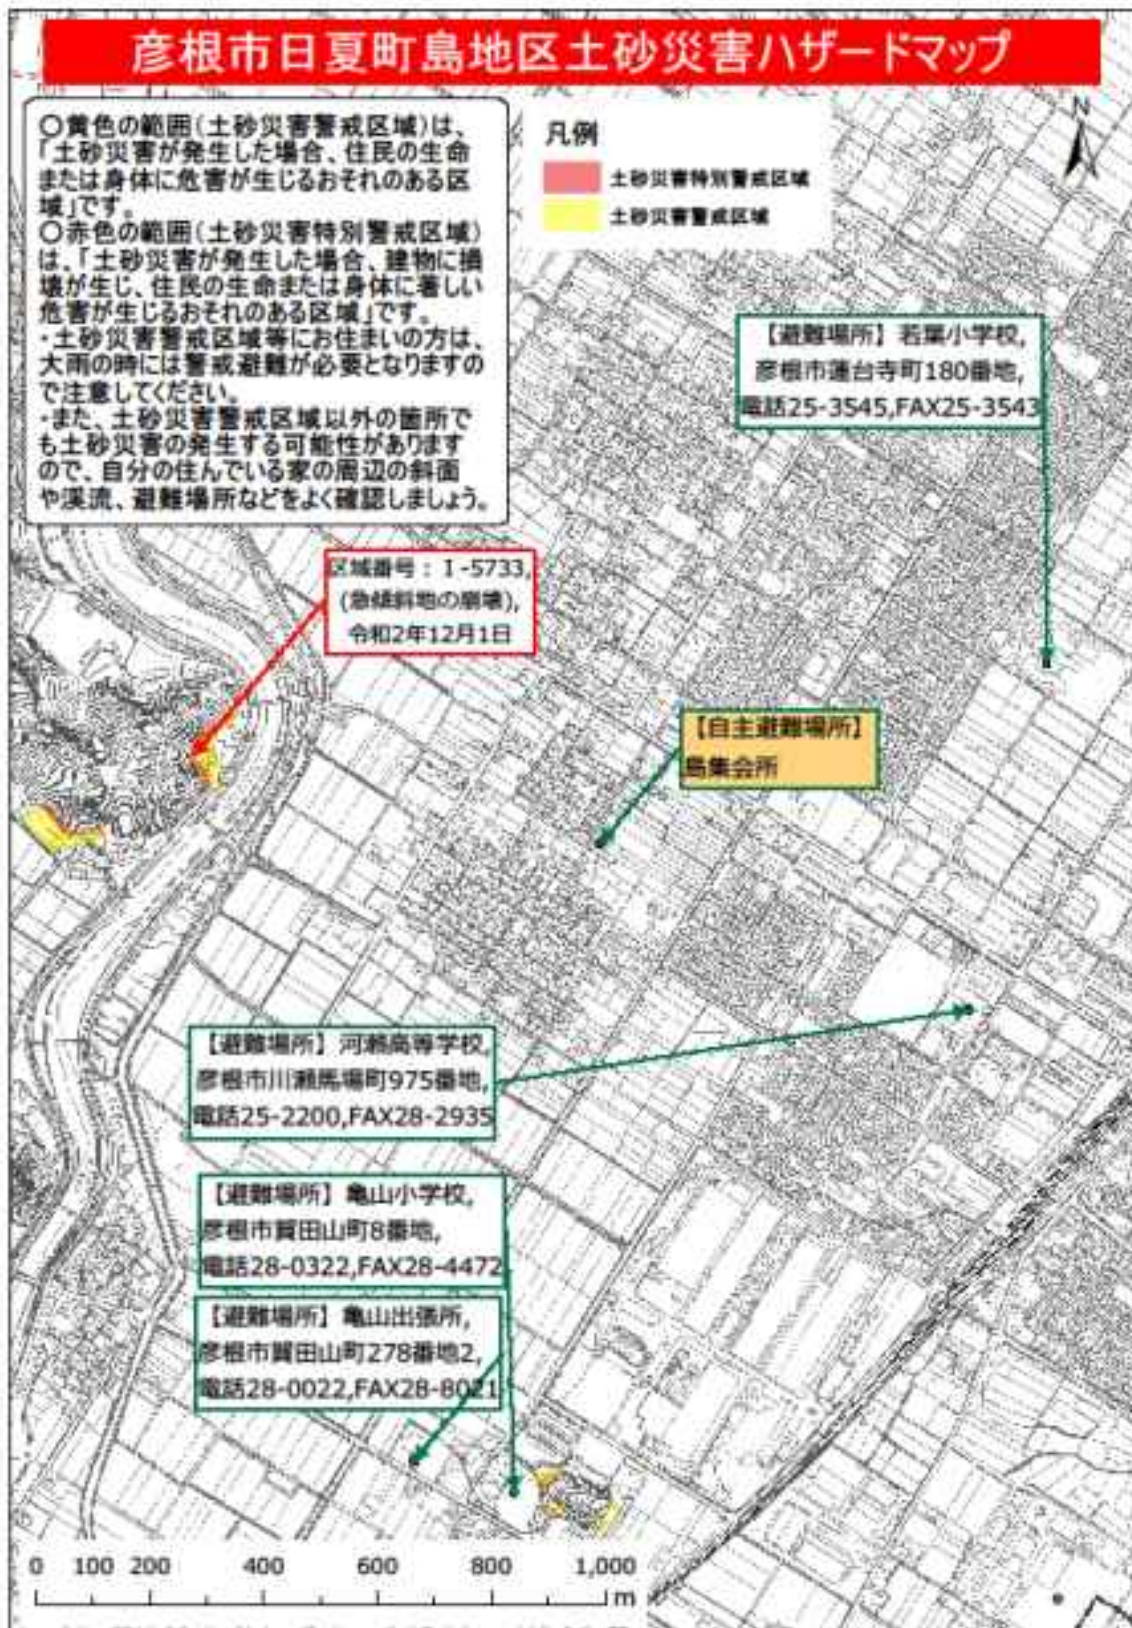 彦根市日夏町島地区土砂災害ハザードマップ
〇黄色の範囲(土砂災害警戒区域)は、
「土砂災害が発生した場合、住民の生命
または身体に危害が生じるおそれのある区
域」です。
〇赤色の範囲(土砂災害特別警戒区域)
は、「土砂災害が発生した場合、建物に損
壊が生じ、住民の生命または身体に著しい
危害が生じるおそれのある区域」です。
・土砂災害警戒区域等にお住まいの方は、
大雨の時には警戒避難が必要となりますの
で注意してください。
・また、土砂災害警戒区域以外の箇所で
も土砂災害の発生する可能性があります
ので、自分の住んでいる家の周辺の斜面
や渓流、避難場所などをよく確認しましょう。
凡例
土砂災害特別警戒区域
土砂災害警戒区域
N
【避難場所】若葉小学校,
彦根市蓮台寺町180番地,
電話25-3545,FAX25-3543
区域番号：Ⅰ-5733,
(急傾斜地の崩壊),
令和2年12月1日
【自主避難場所】
島集会所
【避難場所】河瀬高等学校,
彦根市川瀬馬場町975番地,
電話25-2200,FAX28-2935
【避難場所】亀山小学校,
彦根市賀田山町8番地,
電話28-0322,FAX28-4472
【避難場所】亀山出張所,
彦根市賀田山町278番地2,
電話28-0022,FAX28-8021
0 100 200 400 600 800 1,000
m